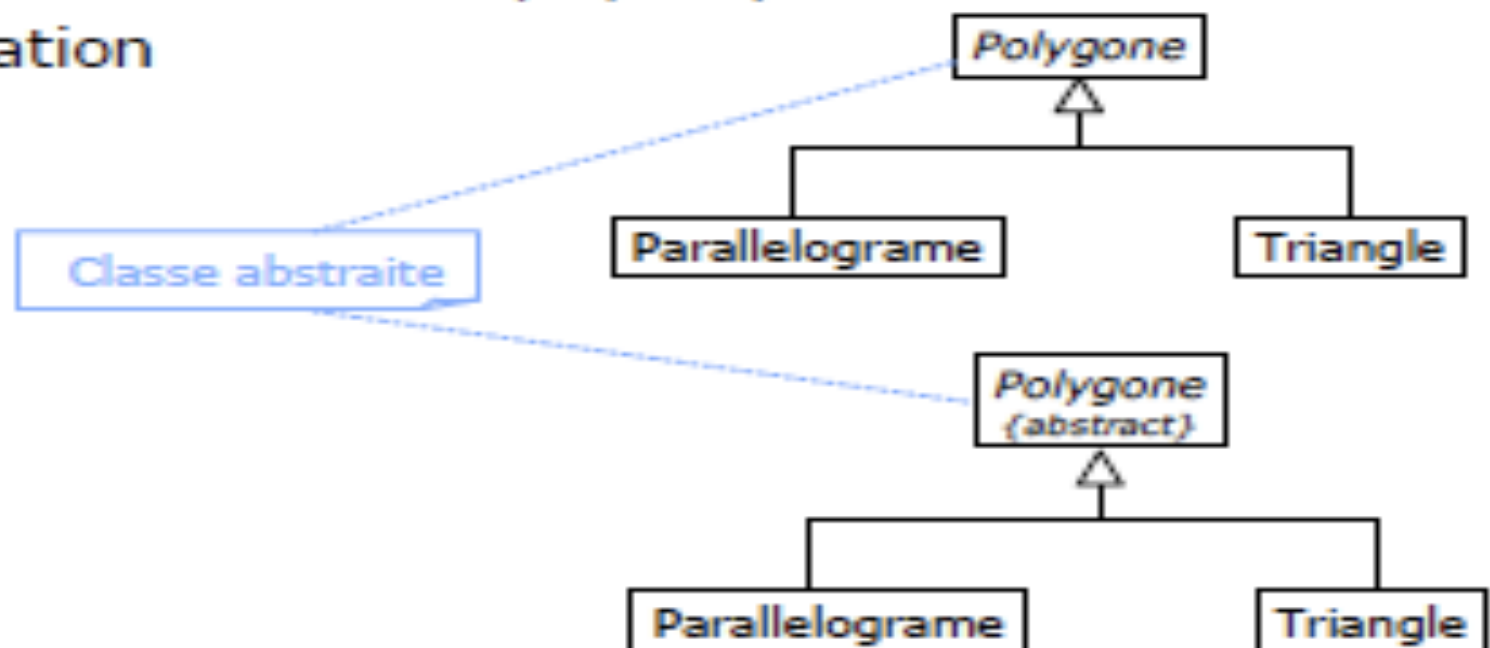 ation
Polygone
Parallelograme
Triangle
Classe abstraite
Polygone
{abstract}
Parallelograme
Triangle